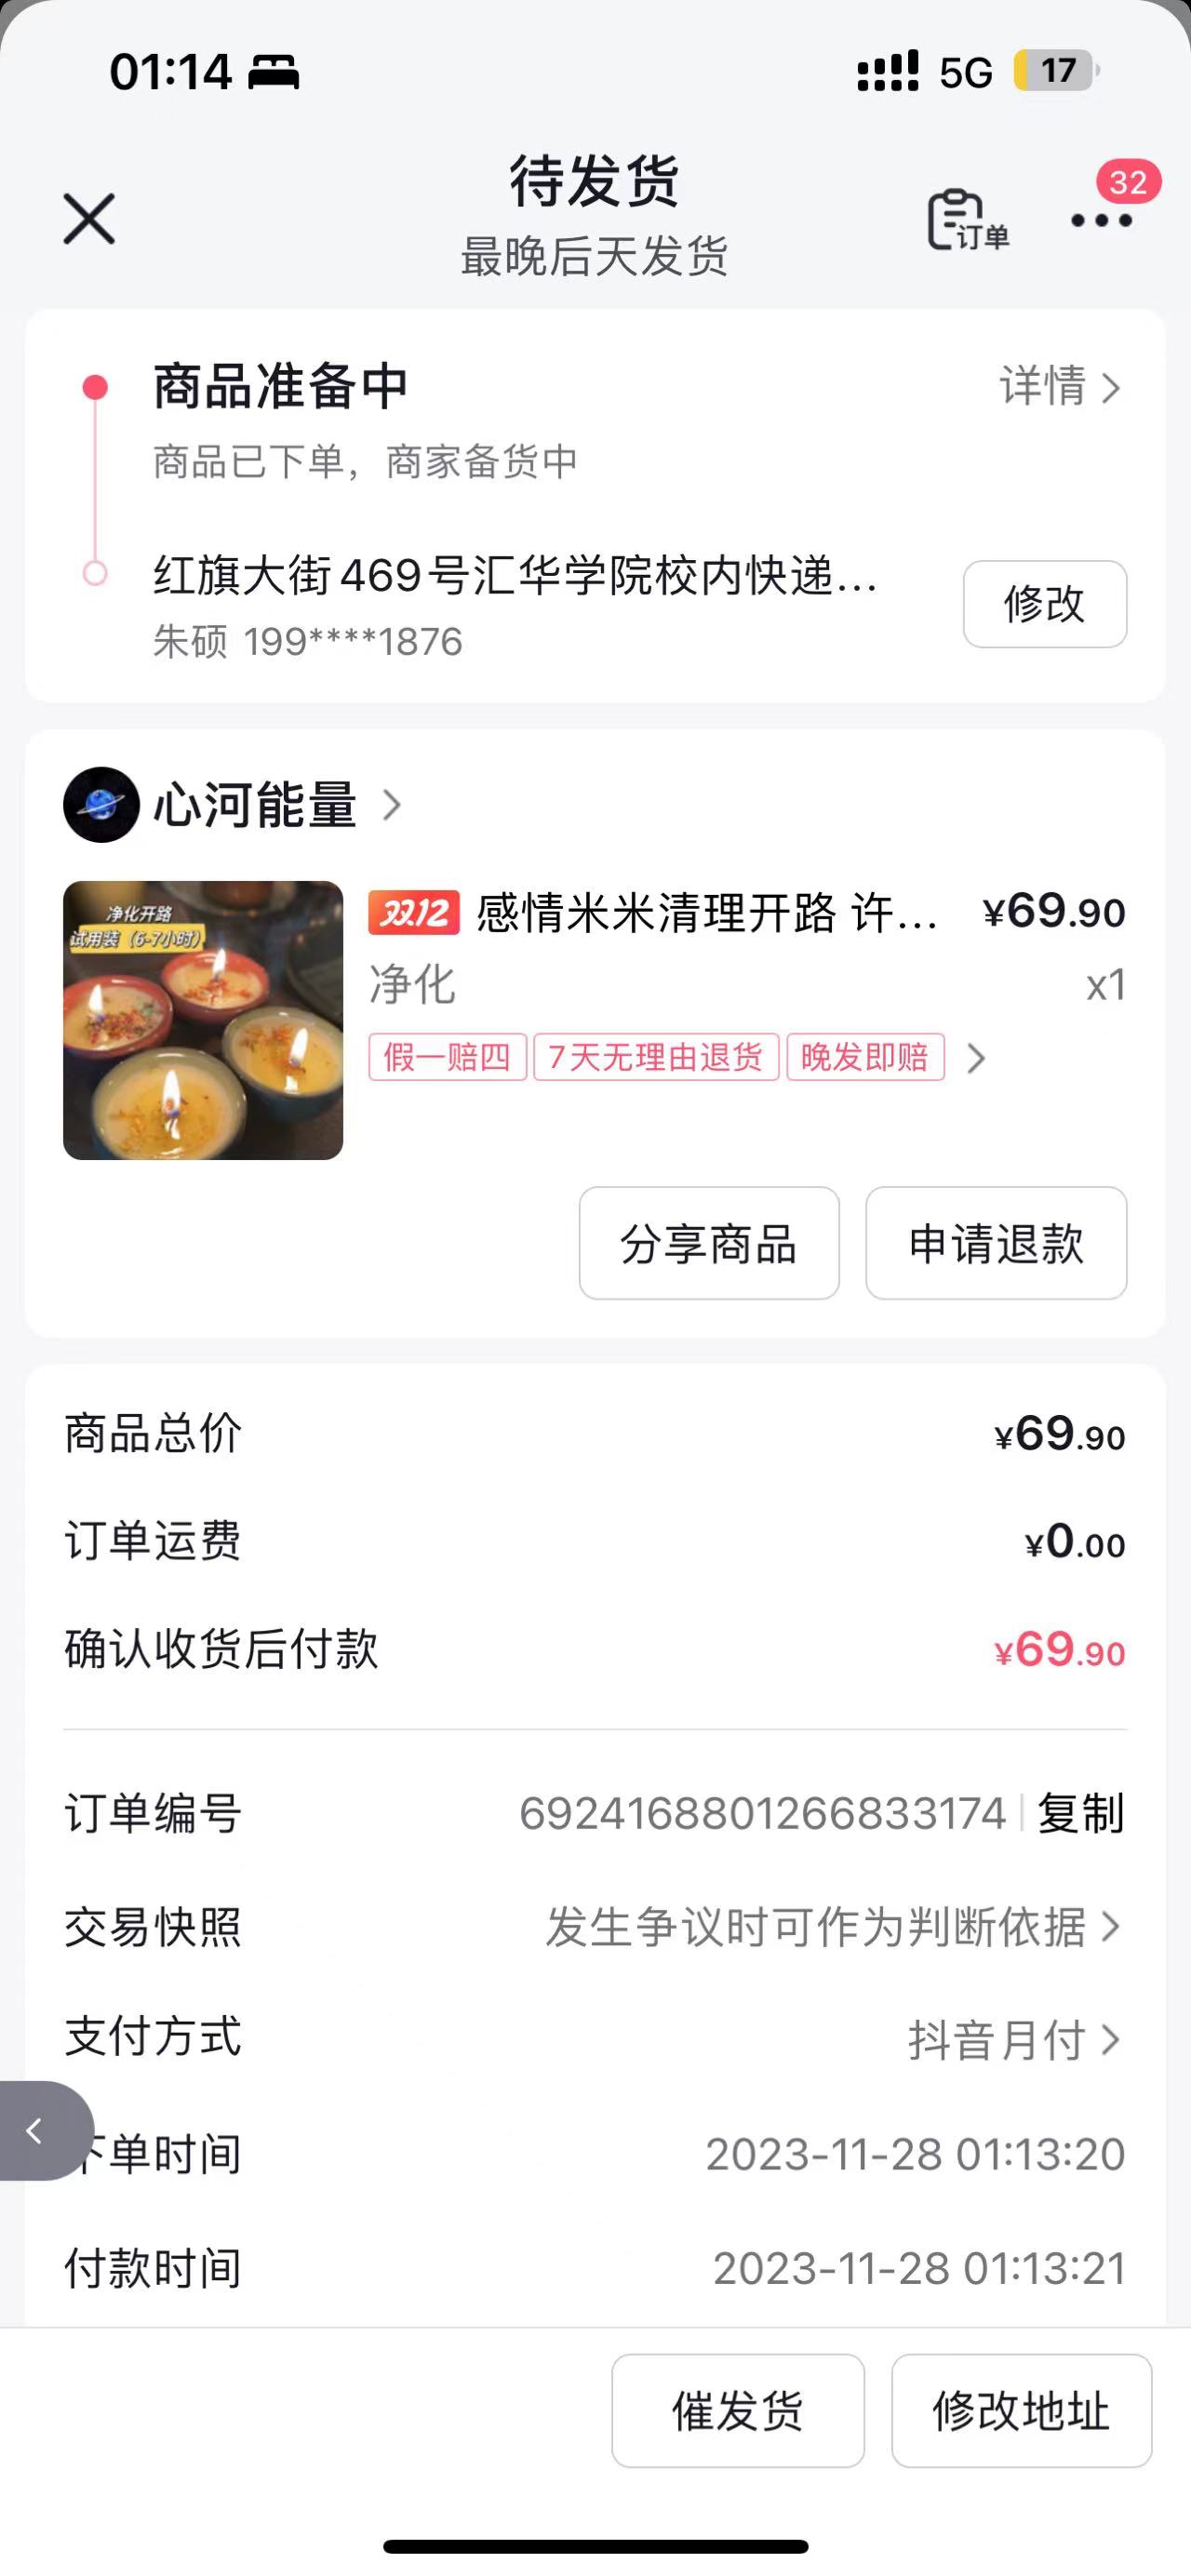 01:14
5G 17
待发货
最晚后天发货
订单
32
商品准备中
详情
商品已下单，商家备货中
红旗大街469号汇华学院校内快递...
修改
朱硕 199****1876
心河能量
净化开路
试用装（6-7小时）
双12 感情米米清理开路 许... ¥69.90
净化 x1
假一赔四 7天无理由退货 晚发即赔
分享商品 申请退款
商品总价 ¥69.90
订单运费 ¥0.00
确认收货后付款 ¥69.90
订单编号 6924168801266833174 复制
交易快照 发生争议时可作为判断依据
支付方式 抖音月付
下单时间 2023-11-28 01:13:20
付款时间 2023-11-28 01:13:21
催发货 修改地址